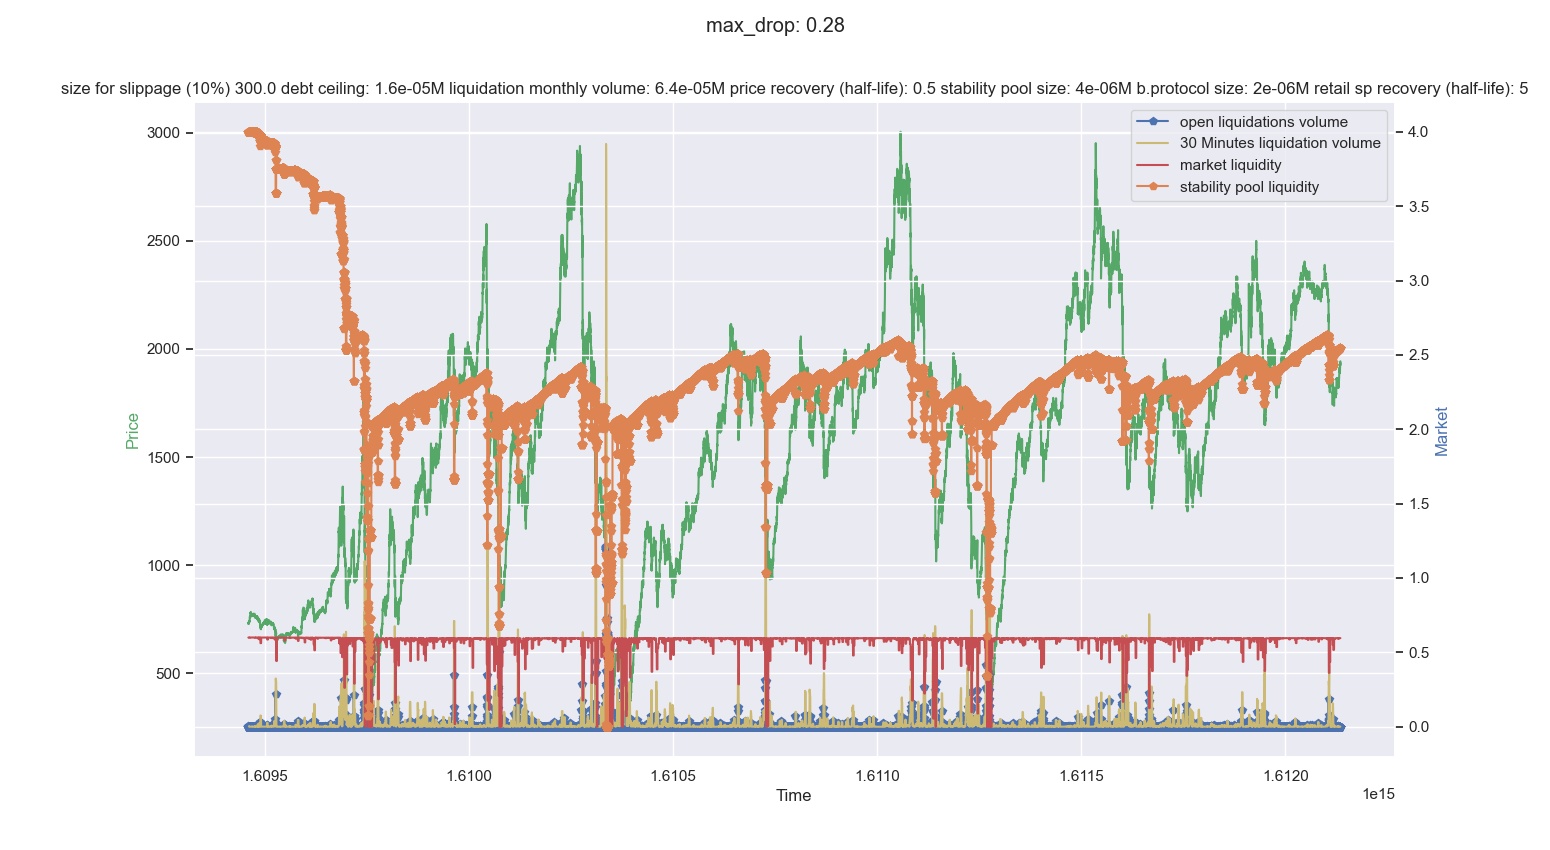 max_drop: 0.28
size for slippage (10%) 300.0 debt ceiling: 1.6e-05M liquidation monthly volume: 6.4e-05M price recovery (half-life): 0.5 stability pool size: 4e-06M b.protocol size: 2e-06M retail sp recovery (half-life): 5
open liquidations volume
30 Minutes liquidation volume
market liquidity
stability pool liquidity
3000
2500
2000
1500
1000
500
Price
4.0
3.5
3.0
2.5
2.0
1.5
1.0
0.5
0.0
Market
1.6095
1.6100
1.6105
1.6110
1.6115
1.6120
1e15
Time